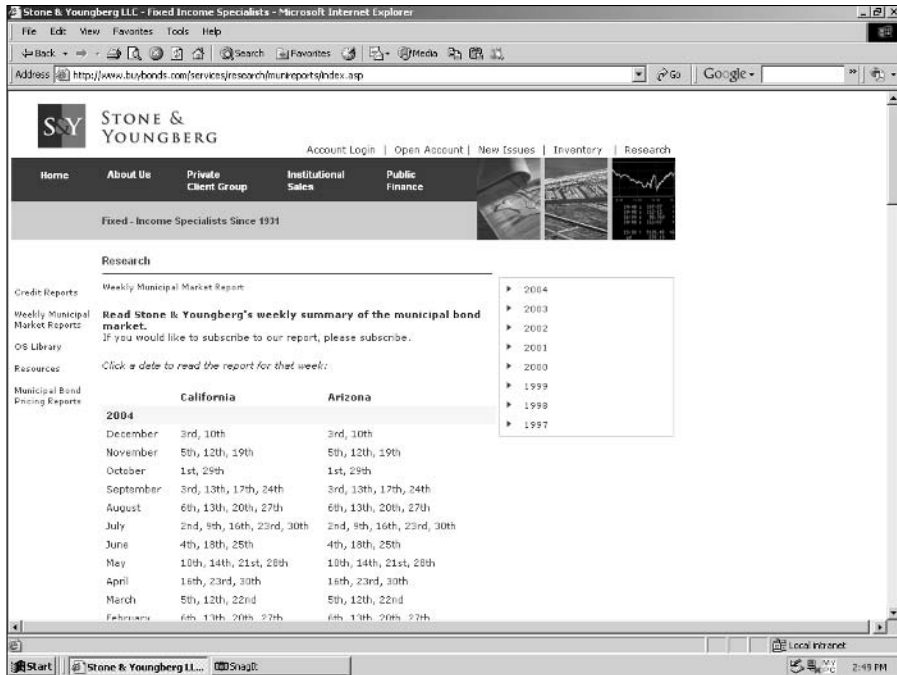 Stone & Youngberg LLC - Fixed Income Specialists - Microsoft Internet Explorer
File Edit View Favorites Tools Help
Back Search Favorites Media
Address http://www.buybonds.com/services/research/munireports/index.asp Go Google
S&Y STONE & YOUNGBERG
Account Login | Open Account | New Issues | Inventory | Research
Home About Us Private Client Group Institutional Sales Public Finance
Fixed - Income Specialists Since 1931
Research
Credit Reports
Weekly Municipal Market Reports
OS Library
Resources
Municipal Bond Pricing Reports
Weekly Municipal Market Report
Read Stone & Youngberg's weekly summary of the municipal bond
market.
If you would like to subscribe to our report, please subscribe.
Click a date to read the report for that week:
California Arizona
2004
December 3rd, 10th 3rd, 10th
November 5th, 12th, 19th 5th, 12th, 19th
October 1st, 29th 1st, 29th
September 3rd, 13th, 17th, 24th 3rd, 13th, 17th, 24th
August 6th, 13th, 20th, 27th 6th, 13th, 20th, 27th
July 2nd, 9th, 16th, 23rd, 30th 2nd, 9th, 16th, 23rd, 30th
June 4th, 18th, 25th 4th, 18th, 25th
May 10th, 14th, 21st, 28th 10th, 14th, 21st, 28th
April 16th, 23rd, 30th 16th, 23rd, 30th
March 5th, 12th, 22nd 5th, 12th, 22nd
February 6th, 13th, 20th, 27th 6th, 13th, 20th, 27th
2004
2003
2002
2001
2000
1999
1998
1997
Local intranet
Start Stone & Youngberg LL... SnagIt 2:49 PM